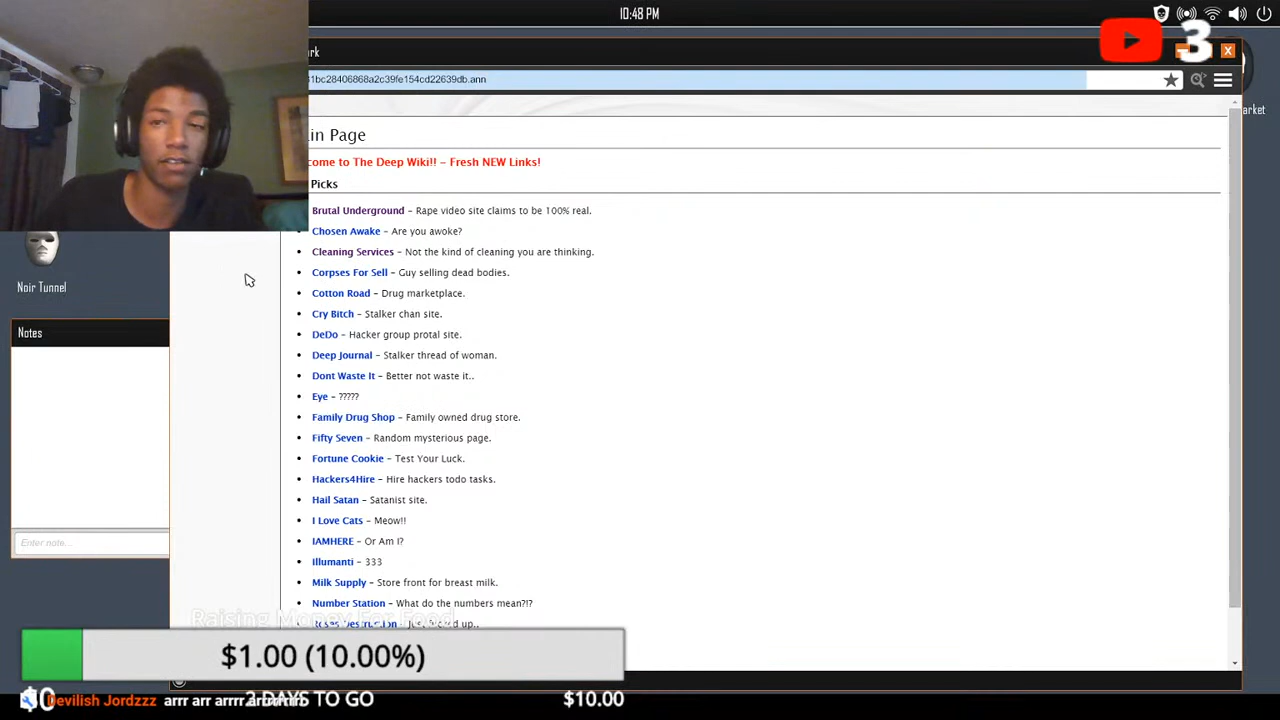 10:48 PM
3
rk
X
31bc28406868a2c39fe154cd22639db.ann
arket
in Page
come to The Deep Wiki!! - Fresh NEW Links!
Picks
Brutal Underground - Rape video site claims to be 100% real.
Chosen Awake - Are you awoke?
Cleaning Services - Not the kind of cleaning you are thinking.
Corpses For Sell - Guy selling dead bodies.
Cotton Road - Drug marketplace.
Cry Bitch - Stalker chan site.
DeDo - Hacker group protal site.
Deep Journal - Stalker thread of woman.
Dont Waste It - Better not waste it..
Eye - ?????
Family Drug Shop - Family owned drug store.
Fifty Seven - Random mysterious page.
Fortune Cookie - Test Your Luck.
Hackers4Hire - Hire hackers todo tasks.
Hail Satan - Satanist site.
I Love Cats - Meow!!
IAMHERE - Or Am I?
Illumanti - 333
Milk Supply - Store front for breast milk.
Number Station - What do the numbers mean?!?
Noir Tunnel
Notes
Enter note...
Raising Money For Food
$1.00 (10.00%)
$0
2 DAYS TO GO
$10.00
Devilish Jordzzz arrr arr arrrr